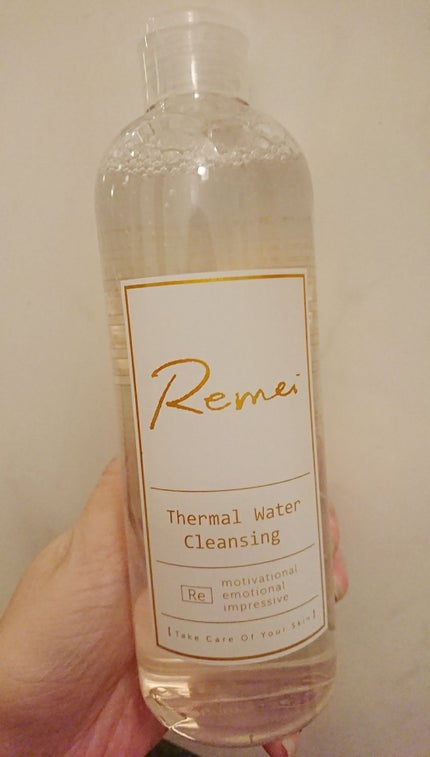 Remei
Thermal Water
Cleansing
Re
motivational
emotional
impressive
[Take Care Of Your Skin]